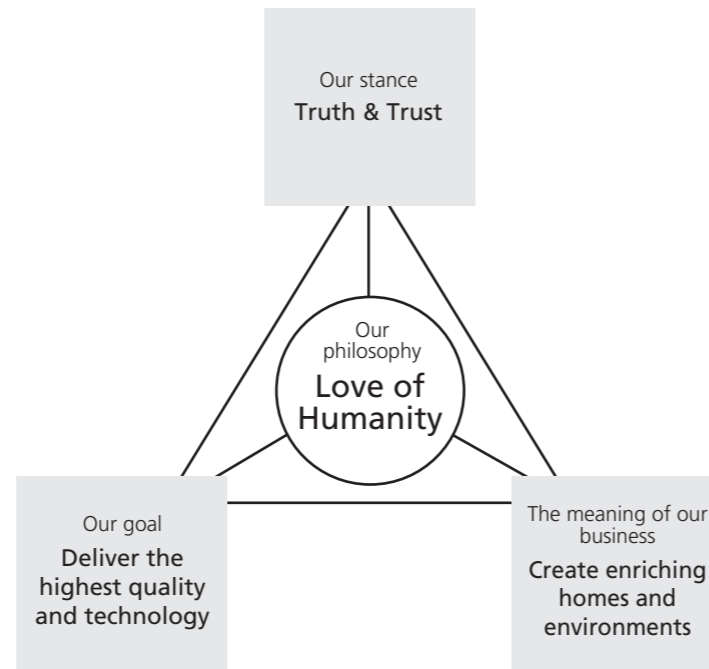 Our stance
Truth & Trust
Our
philosophy
Love of
Humanity
Our goal
Deliver the
highest quality
and technology
The meaning of our
business
Create enriching
homes and
environments